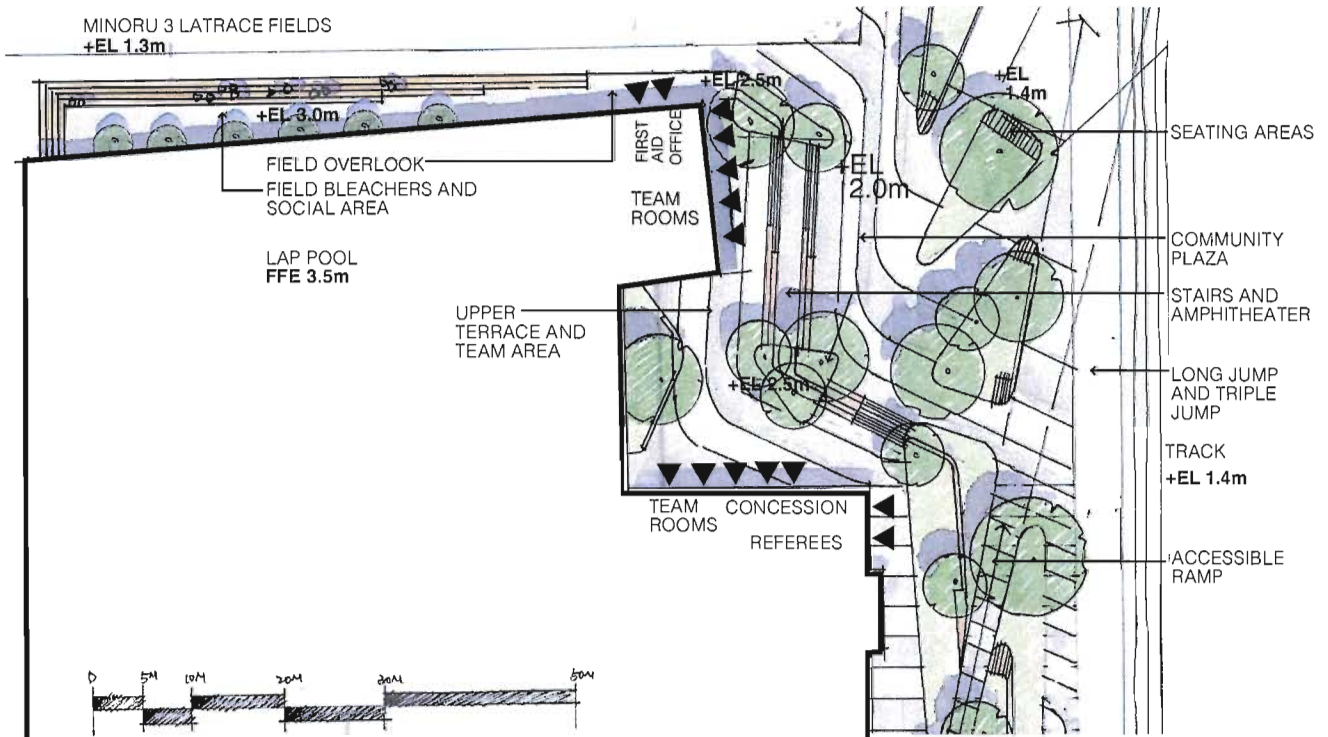 MINORU 3 LATRACE FIELDS
+EL 1.3m
+EL 3.0m
FIELD OVERLOOK
FIELD BLEACHERS AND
SOCIAL AREA
LAP POOL
FFE 3.5m
FIRST
AID
OFFICE
TEAM
ROOMS
+EL 2.5m
+EL
2.0m
+EL
1.4m
SEATING AREAS
COMMUNITY
PLAZA
STAIRS AND
AMPHITHEATER
UPPER
TERRACE AND
TEAM AREA
+EL 2.5m
LONG JUMP
AND TRIPLE
JUMP
TRACK
+EL 1.4m
TEAM
ROOMS
CONCESSION
REFEREES
ACCESSIBLE
RAMP
0 5M 10M 20M 30M 50M